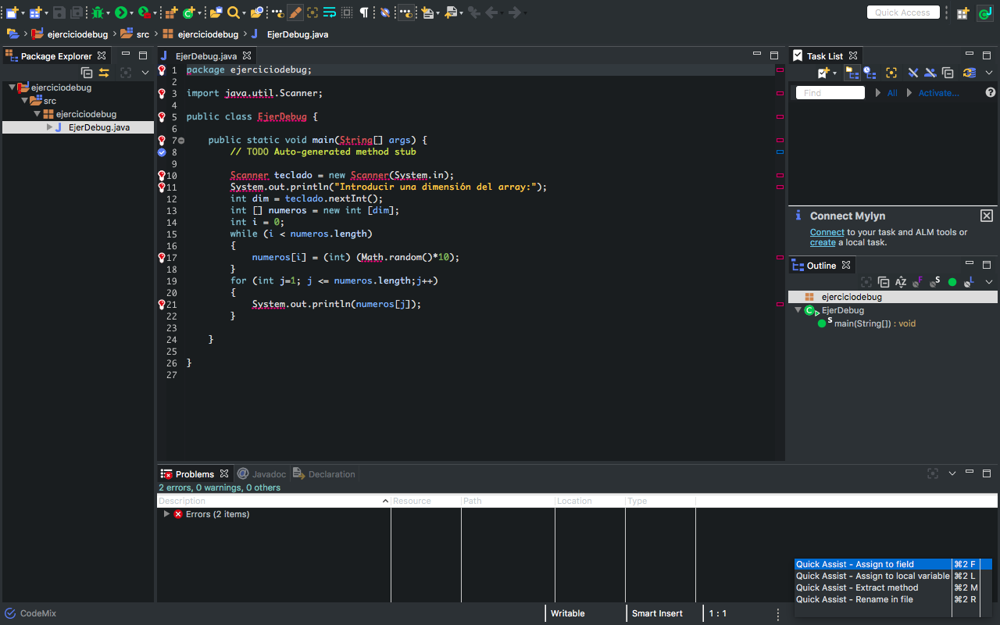 Quick Access
ejerciciodebug
src
ejerciciodebug
EjerDebug.java
Package Explorer
ejerciciodebug
src
ejerciciodebug
EjerDebug.java
EjerDebug.java
1 package ejerciciodebug;
2
3 import java.util.Scanner;
4
5 public class EjerDebug {
6
7 public static void main(String[] args) {
8 // TODO Auto-generated method stub
9
10 Scanner teclado = new Scanner(System.in);
11 System.out.println("Introducir una dimensión del array:");
12 int dim = teclado.nextInt();
13 int [] numeros = new int [dim];
14 int i = 0;
15 while (i < numeros.length)
16 {
17 numeros[i] = (int) (Math.random()*10);
18 }
19 for (int j=1; j <= numeros.length;j++)
20 {
21 System.out.println(numeros[j]);
22 }
23
24 }
25
26 }
27
Task List
Find
All
Activate...
Connect Mylyn
Connect to your task and ALM tools or
create a local task.
Outline
ejerciciodebug
EjerDebug
main(String[]) : void
Problems
Javadoc
Declaration
2 errors, 0 warnings, 0 others
Description
Resource
Path
Location
Type
Errors (2 items)
Quick Assist - Assign to field ⌘2 F
Quick Assist - Assign to local variable ⌘2 L
Quick Assist - Extract method ⌘2 M
Quick Assist - Rename in file ⌘2 R
CodeMix
Writable
Smart Insert
1 : 1